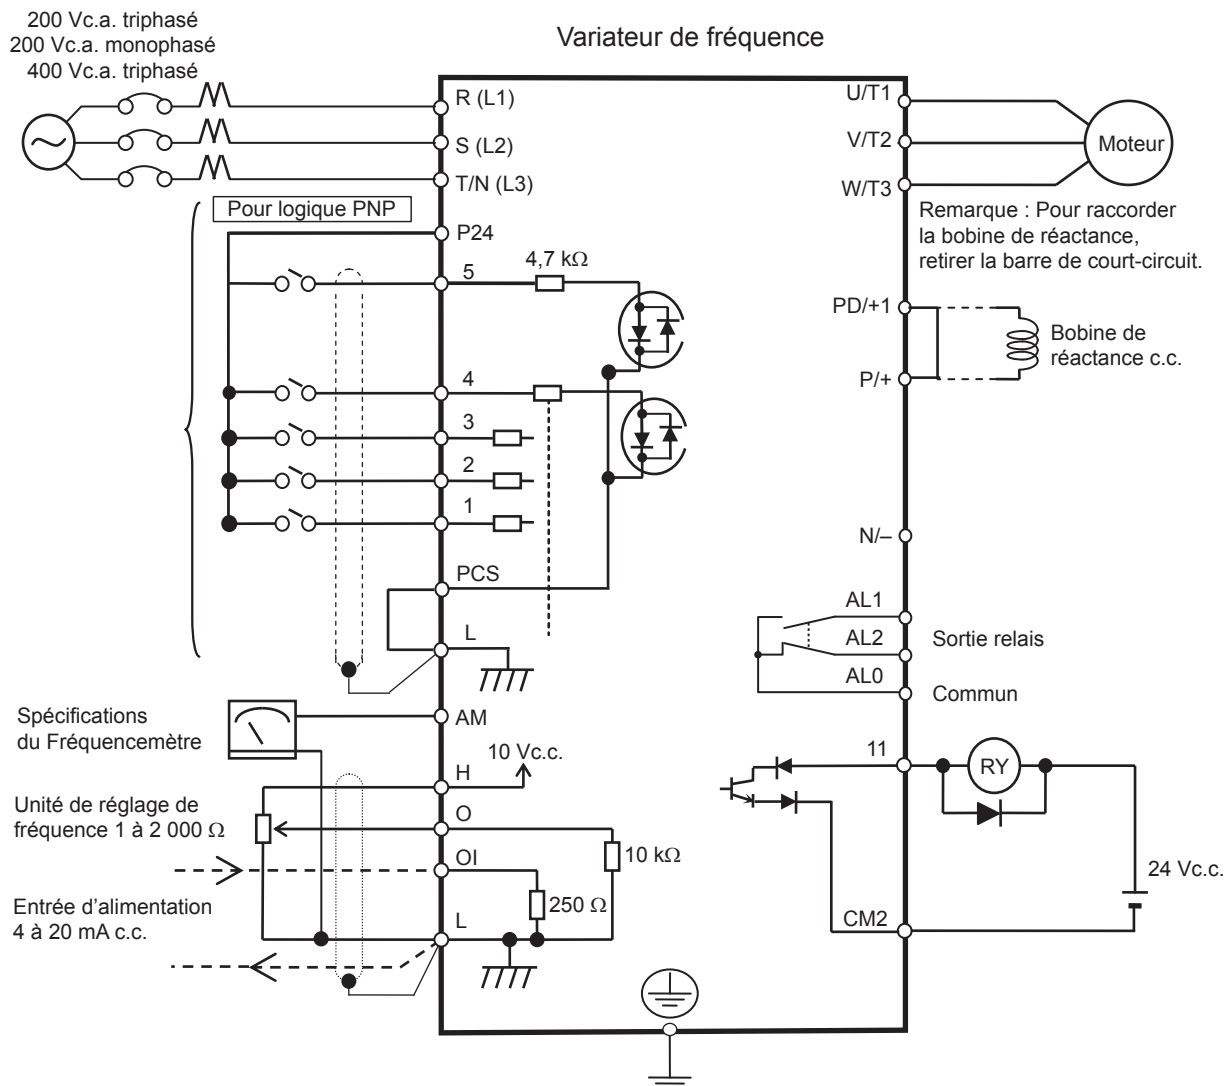 200 Vc.a. triphasé
200 Vc.a. monophasé
400 Vc.a. triphasé
Variateur de fréquence
R (L1)
S (L2)
T/N (L3)
U/T1
V/T2
W/T3
Moteur
Pour logique PNP
P24
Remarque : Pour raccorder
la bobine de réactance,
retirer la barre de court-circuit.
5
4,7 kΩ
PD/+1
Bobine de
réactance c.c.
P/+
4
3
2
1
N/–
PCS
L
AL1
AL2
Sortie relais
AL0
Commun
Spécifications
du Fréquencemètre
AM
10 Vc.c.
H
11
RY
Unité de réglage de
fréquence 1 à 2 000 Ω
O
10 kΩ
OI
24 Vc.c.
Entrée d’alimentation
4 à 20 mA c.c.
250 Ω
L
CM2